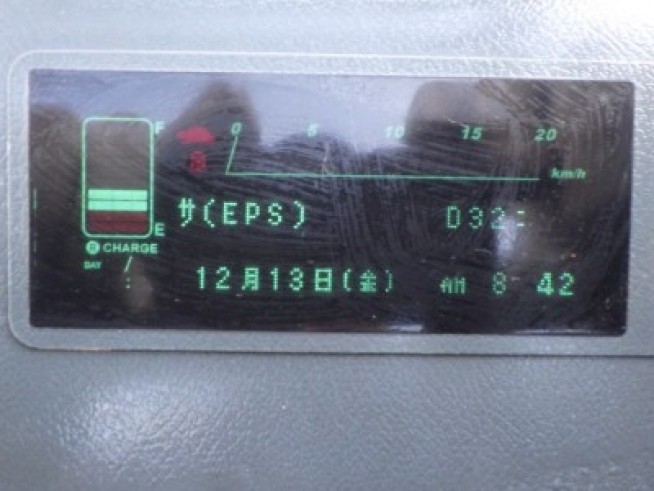 F 0 5 10 15 20
km/h
サ(EPS) D32:
E
CHARGE
DAY / :
12月13日(金) AM 8 42